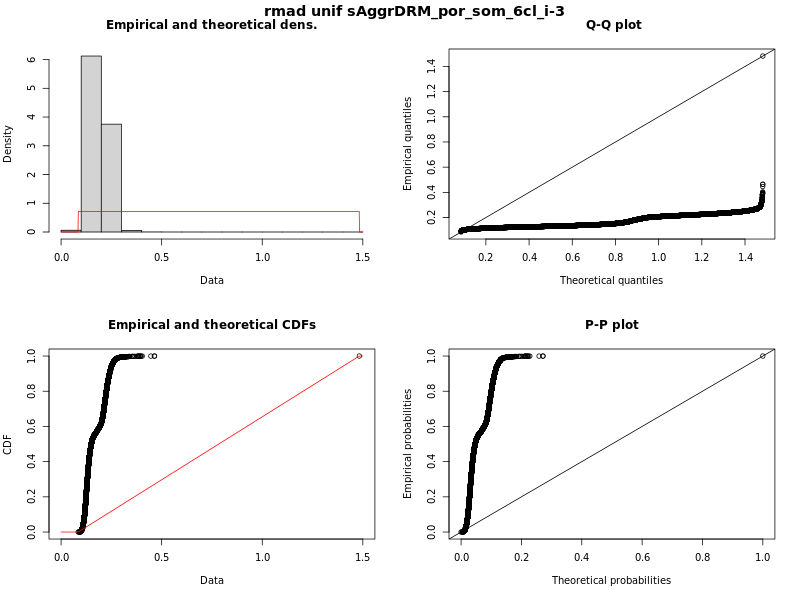 rmad unif sAggrDRM_por_som_6cl_i-3
Empirical and theoretical dens.
Density
0 1 2 3 4 5 6
0.0 0.5 1.0 1.5
Data
Q-Q plot
Empirical quantiles
0.2 0.4 0.6 0.8 1.0 1.2 1.4
0.2 0.4 0.6 0.8 1.0 1.2 1.4
Theoretical quantiles
Empirical and theoretical CDFs
CDF
0.0 0.2 0.4 0.6 0.8 1.0
0.0 0.5 1.0 1.5
Data
P-P plot
Empirical probabilities
0.0 0.2 0.4 0.6 0.8 1.0
0.0 0.2 0.4 0.6 0.8 1.0
Theoretical probabilities